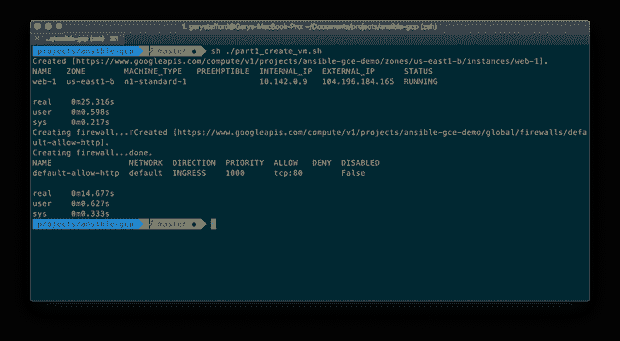 1. garystafford@Garys-MacBook-Pro: ~/Documents/projects/ansible-gcp (zsh)
../ansible-gcp (zsh)
projects/ansible-gcp master ● sh ./part1_create_vm.sh
Created [https://www.googleapis.com/compute/v1/projects/ansible-gce-demo/zones/us-east1-b/instances/web-1].
NAME ZONE MACHINE_TYPE PREEMPTIBLE INTERNAL_IP EXTERNAL_IP STATUS
web-1 us-east1-b n1-standard-1 10.142.0.9 104.196.184.165 RUNNING
real 0m25.316s
user 0m0.598s
sys 0m0.217s
Creating firewall...Created [https://www.googleapis.com/compute/v1/projects/ansible-gce-demo/global/firewalls/defa
ult-allow-http].
Creating firewall...done.
NAME NETWORK DIRECTION PRIORITY ALLOW DENY DISABLED
default-allow-http default INGRESS 1000 tcp:80 False
real 0m14.677s
user 0m0.627s
sys 0m0.333s
projects/ansible-gcp master ●